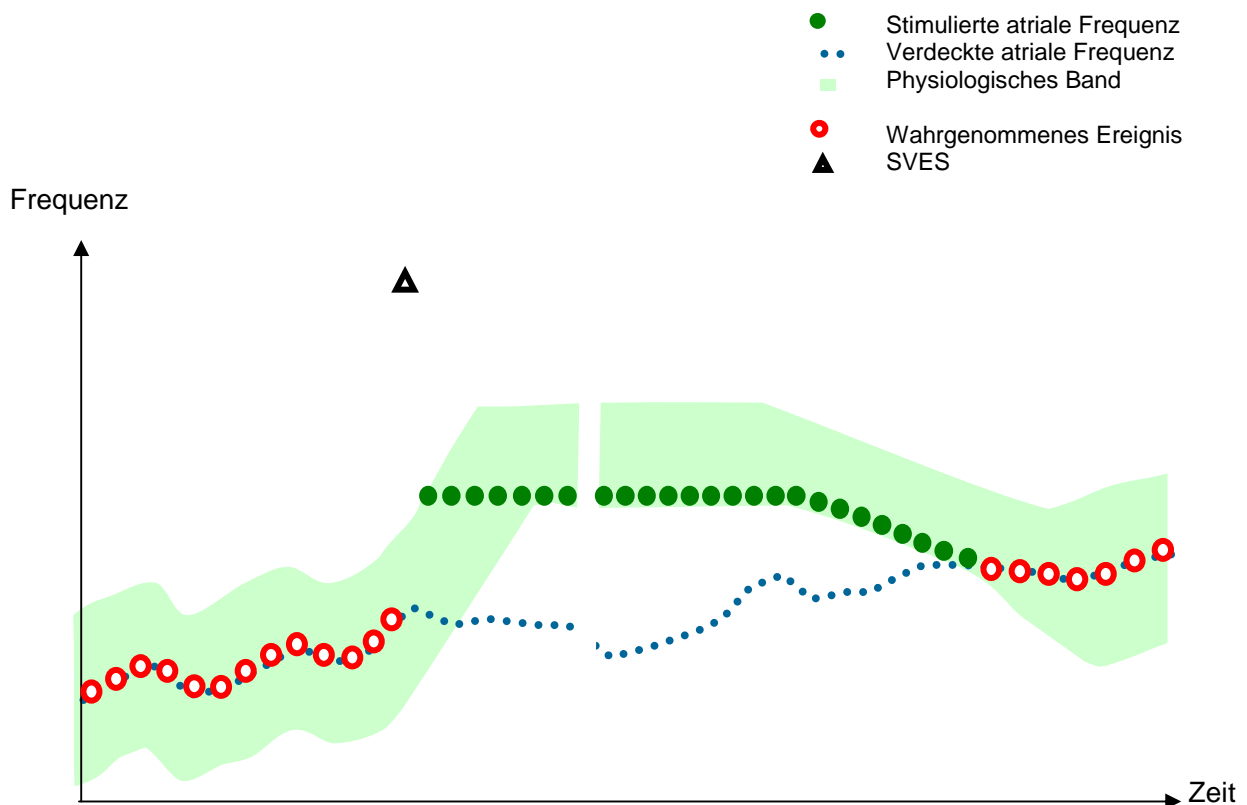 Stimulierte atriale Frequenz
Verdeckte atriale Frequenz
Physiologisches Band
Wahrgenommenes Ereignis
SVES
Frequenz
Zeit